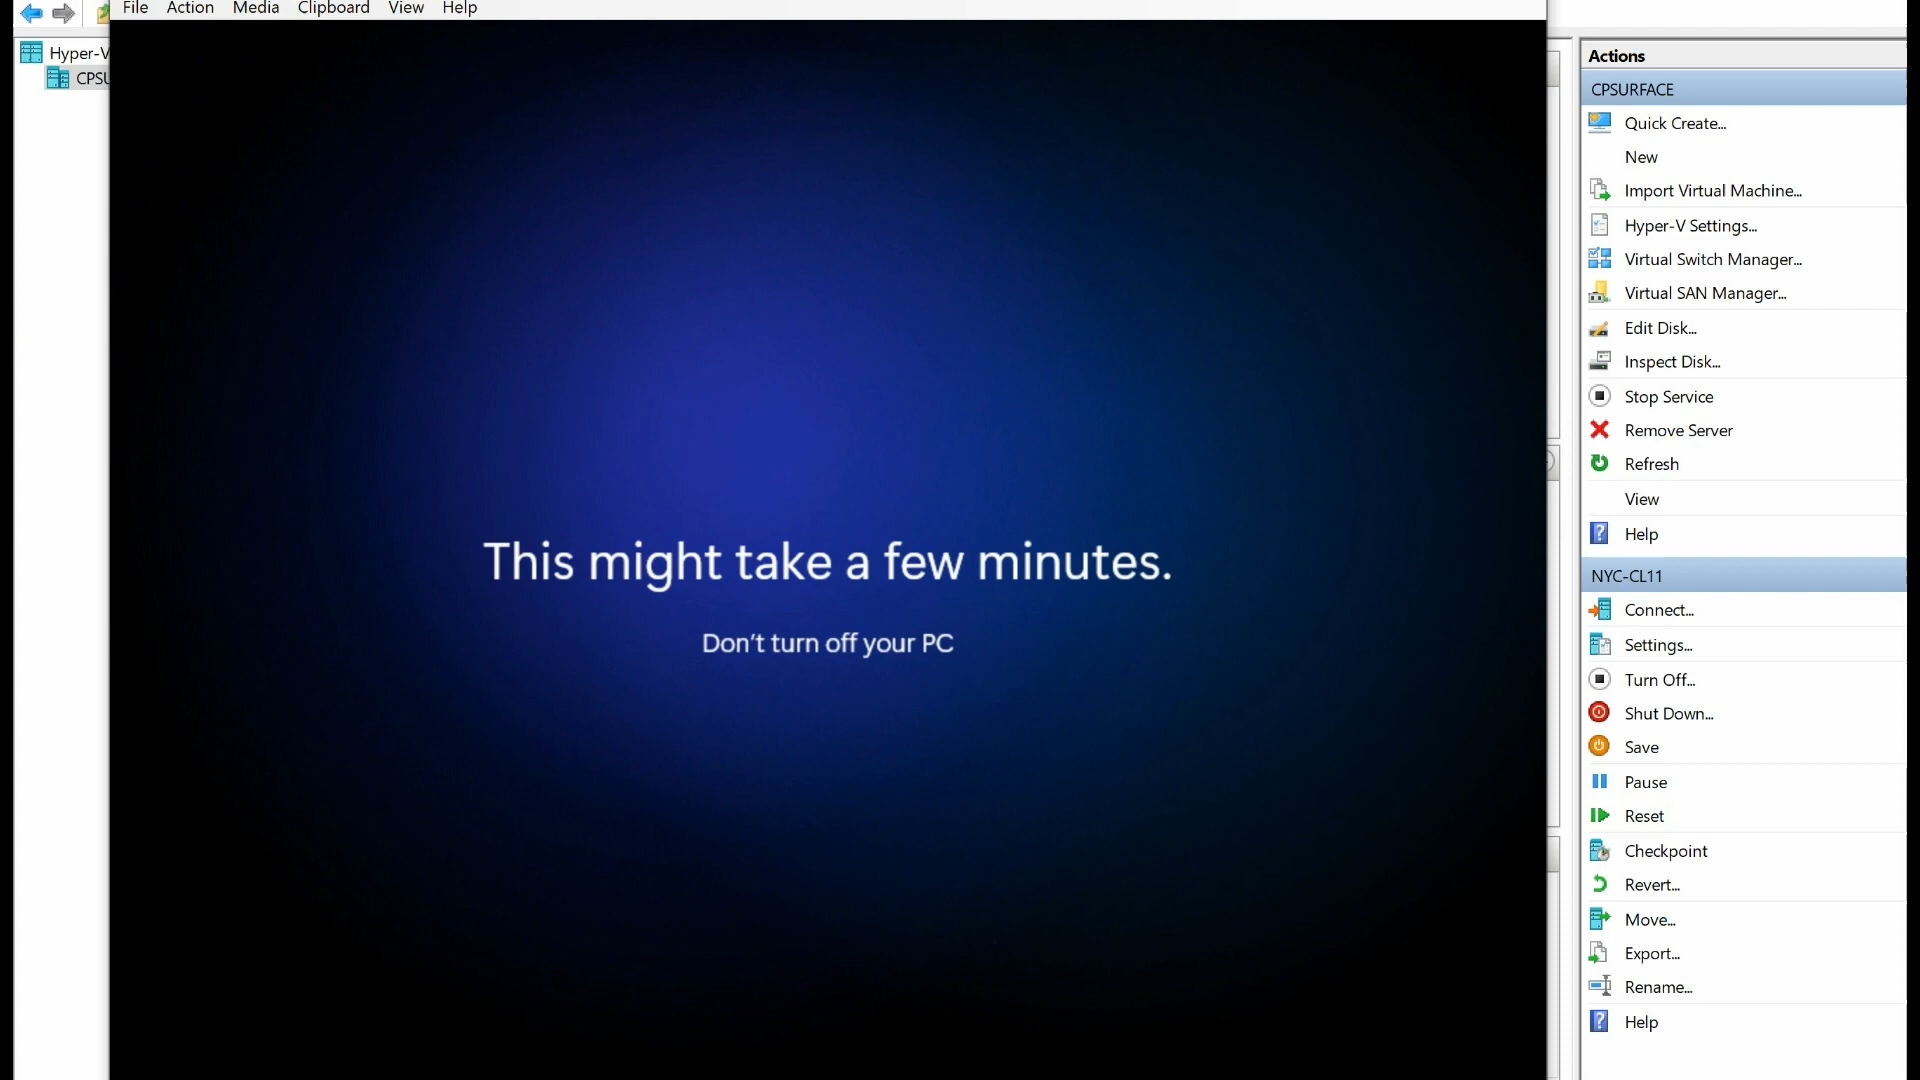 File Action Media Clipboard View Help
Hyper-V
CPSU
This might take a few minutes.
Don't turn off your PC
Actions
CPSURFACE
Quick Create...
New
Import Virtual Machine...
Hyper-V Settings...
Virtual Switch Manager...
Virtual SAN Manager...
Edit Disk...
Inspect Disk...
Stop Service
Remove Server
Refresh
View
Help
NYC-CL11
Connect...
Settings...
Turn Off...
Shut Down...
Save
Pause
Reset
Checkpoint
Revert...
Move...
Export...
Rename...
Help